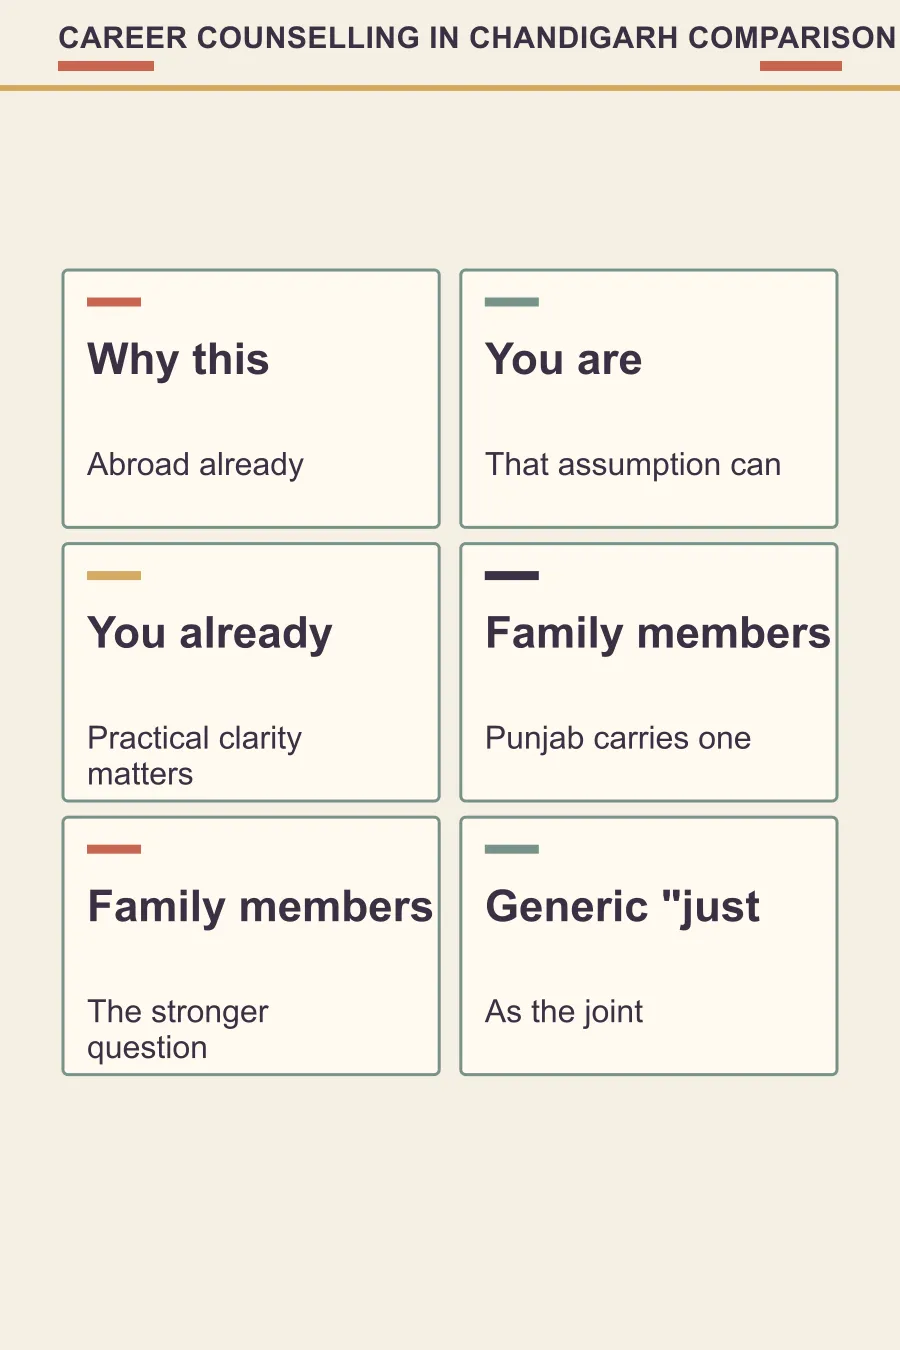 CAREER COUNSELLING IN CHANDIGARH COMPARISON
Why this
Abroad already
You are
That assumption can
You already
Practical clarity
matters
Family members
Punjab carries one
Family members
The stronger
question
Generic "just
As the joint